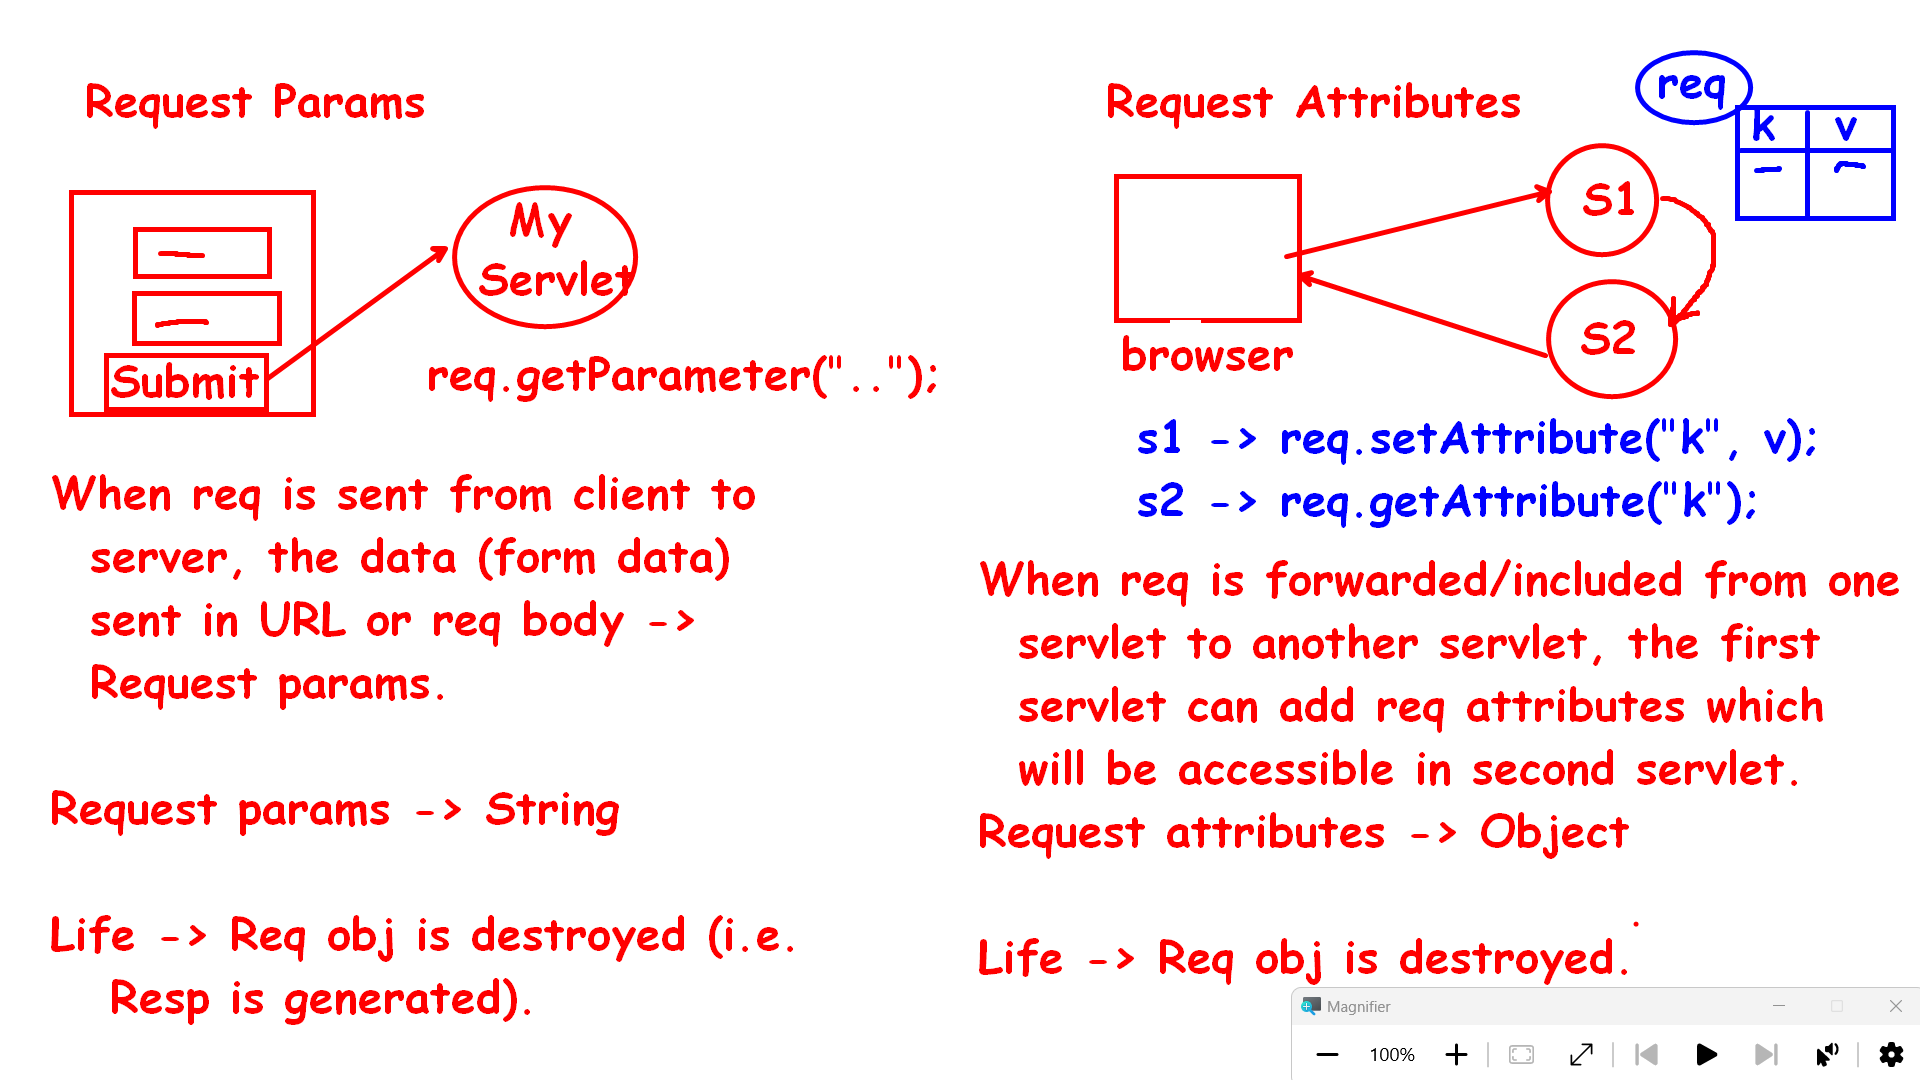 Request Params
My
Servlet
Submit
req.getParameter("..");
When req is sent from client to
server, the data (form data)
sent in URL or req body ->
Request params.
Request params -> String
Life -> Req obj is destroyed (i.e.
Resp is generated).
Request Attributes
req
k v
S1
S2
browser
s1 -> req.setAttribute("k", v);
s2 -> req.getAttribute("k");
When req is forwarded/included from one
servlet to another servlet, the first
servlet can add req attributes which
will be accessible in second servlet.
Request attributes -> Object
Life -> Req obj is destroyed.
Magnifier
100%